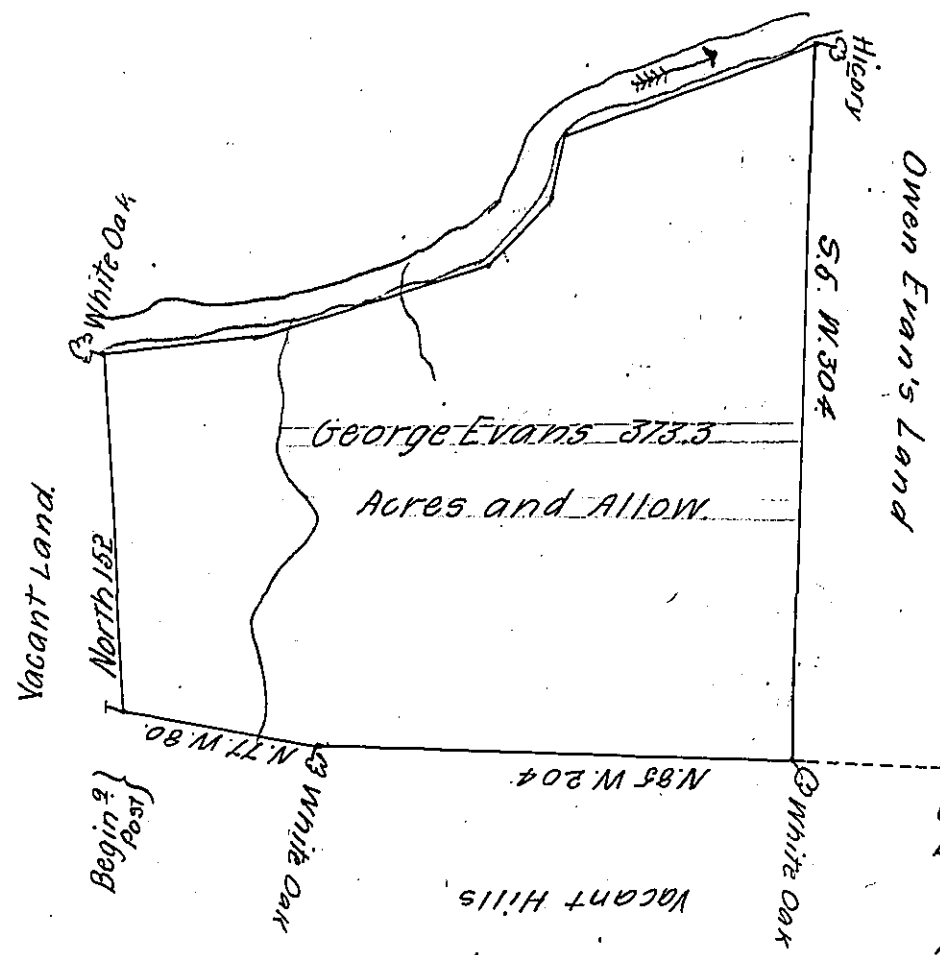 Hicory
Owen Evan's Land
S.6. W. 304
White Oak
George Evans 373.3
Acres and Allow.
Vacant Land.
North 152
N. 77. W. 80.
N. 85 W. 204
Begin.g
Post
White Oak
White Oak
Vacant Hills